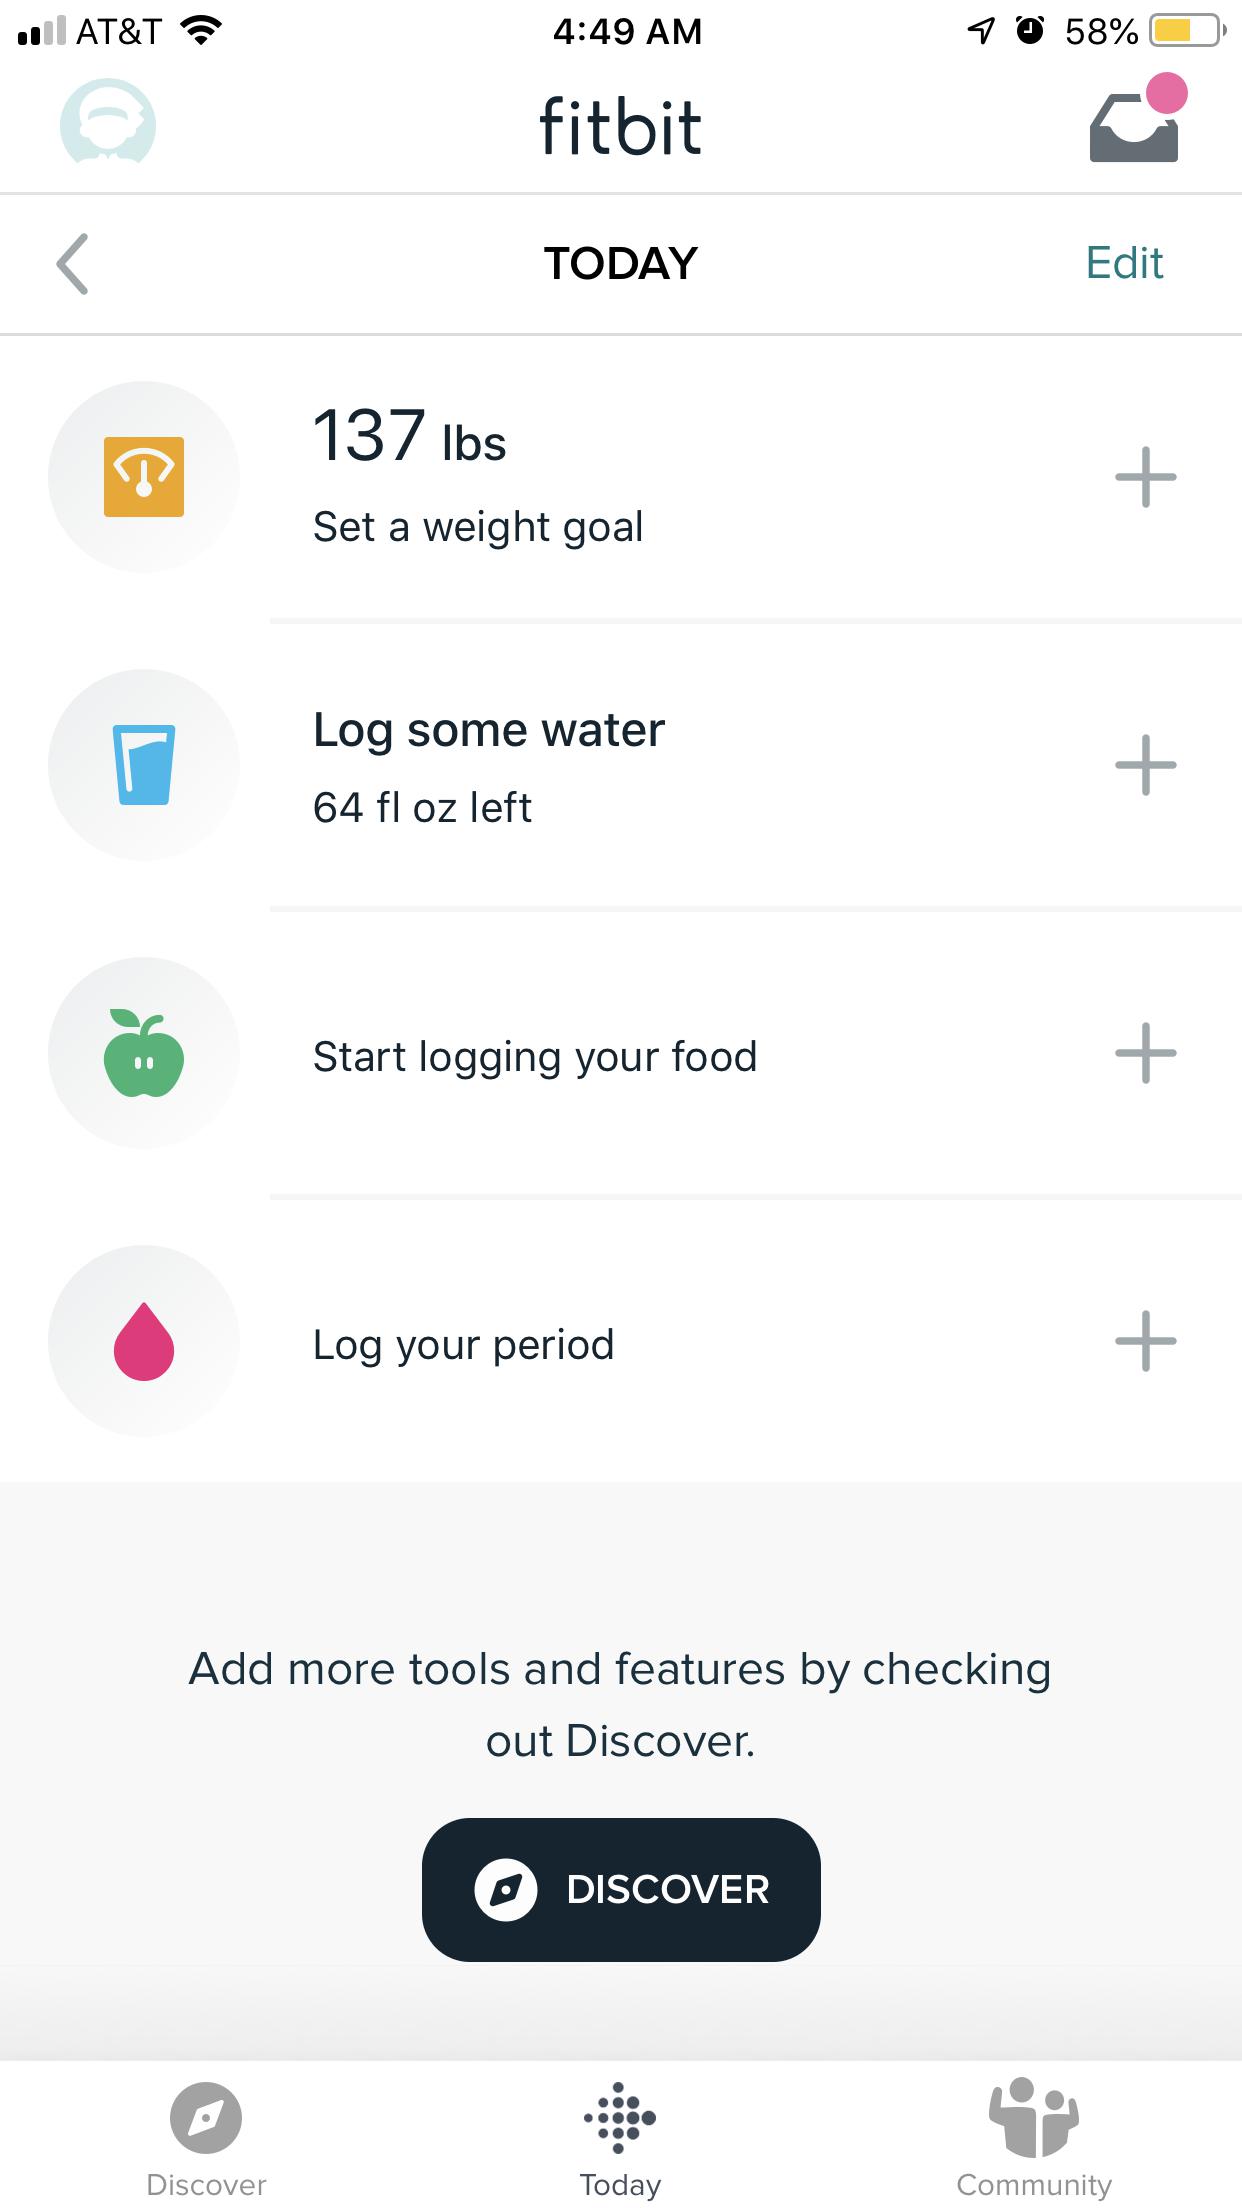 AT&T 4:49 AM 58%
fitbit
TODAY Edit
137 lbs
Set a weight goal
Log some water
64 fl oz left
Start logging your food
Log your period
Add more tools and features by checking
out Discover.
DISCOVER
Discover Today Community